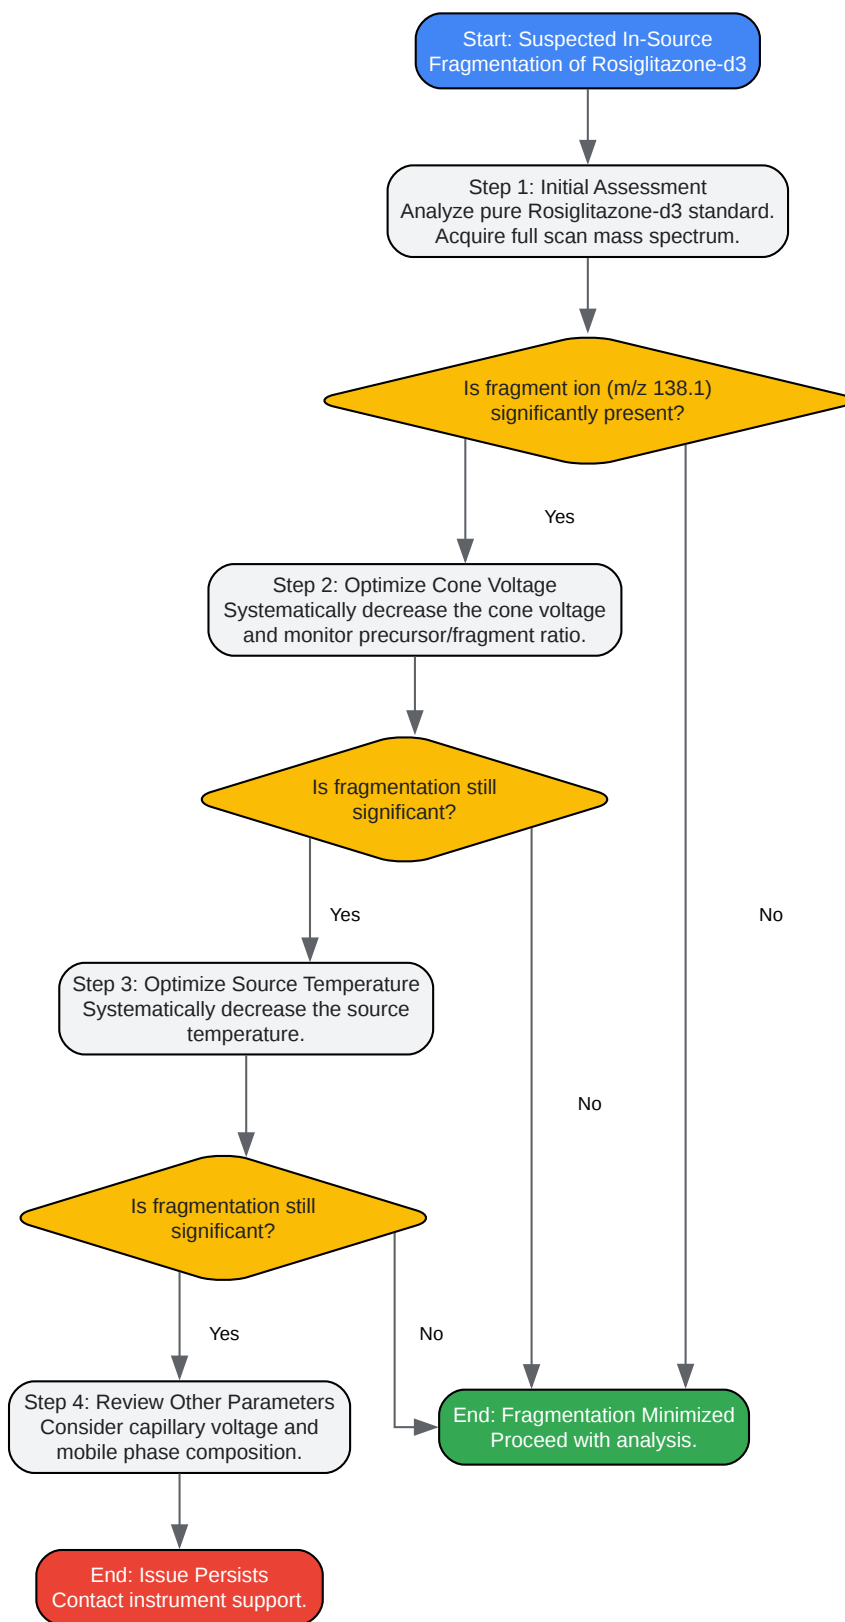 Start: Suspected In-Source
Fragmentation of Rosiglitazone-d3
Step 1: Initial Assessment
Analyze pure Rosiglitazone-d3 standard.
Acquire full scan mass spectrum.
Is fragment ion (m/z 138.1)
significantly present?
Yes
Step 2: Optimize Cone Voltage
Systematically decrease the cone voltage
and monitor precursor/fragment ratio.
Is fragmentation still
significant?
Yes
No
Step 3: Optimize Source Temperature
Systematically decrease the source
temperature.
No
Is fragmentation still
significant?
Yes
No
Step 4: Review Other Parameters
Consider capillary voltage and
mobile phase composition.
End: Fragmentation Minimized
Proceed with analysis.
End: Issue Persists
Contact instrument support.